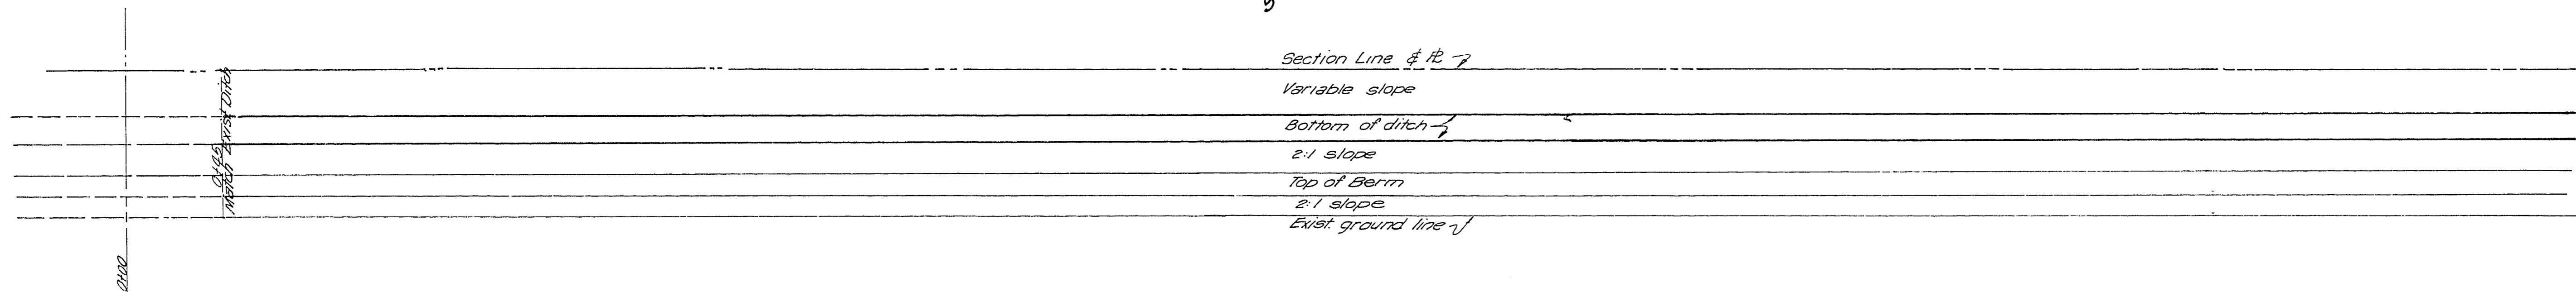 Section Line ₵ ⅊
Variable slope
Bottom of ditch
2:1 slope
Top of Berm
2:1 slope
Exist. ground line
0+45
Match Exist Ditch
0+00